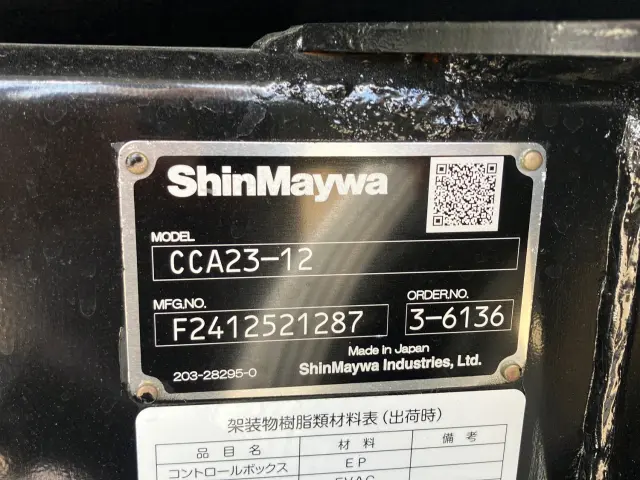 ShinMaywa
MODEL
CCA23-12
MFG.NO.
ORDER.NO.
F2412521287
3-6136
Made in Japan
203-28295-0
ShinMaywa Industries, Ltd.
架装物樹脂類材料表(出荷時)
品目名 材料 備考
コントロールボックス EP